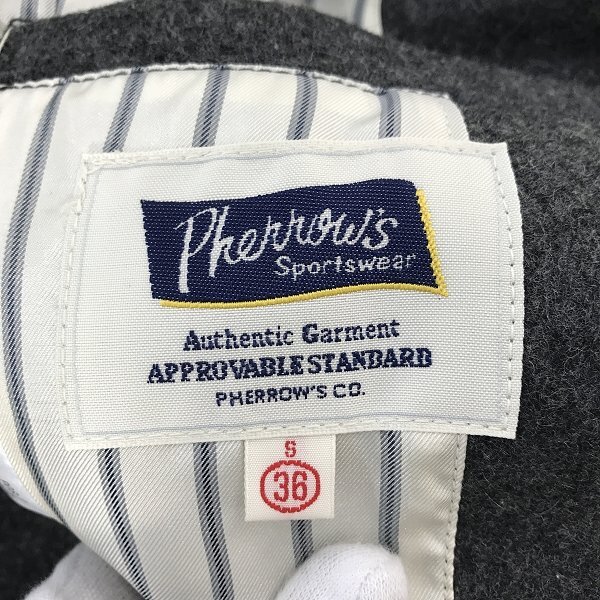 Pherrow's
Sportswear
Authentic Garment
APPROVABLE STANDARD
PHERROW'S CO.
S
36